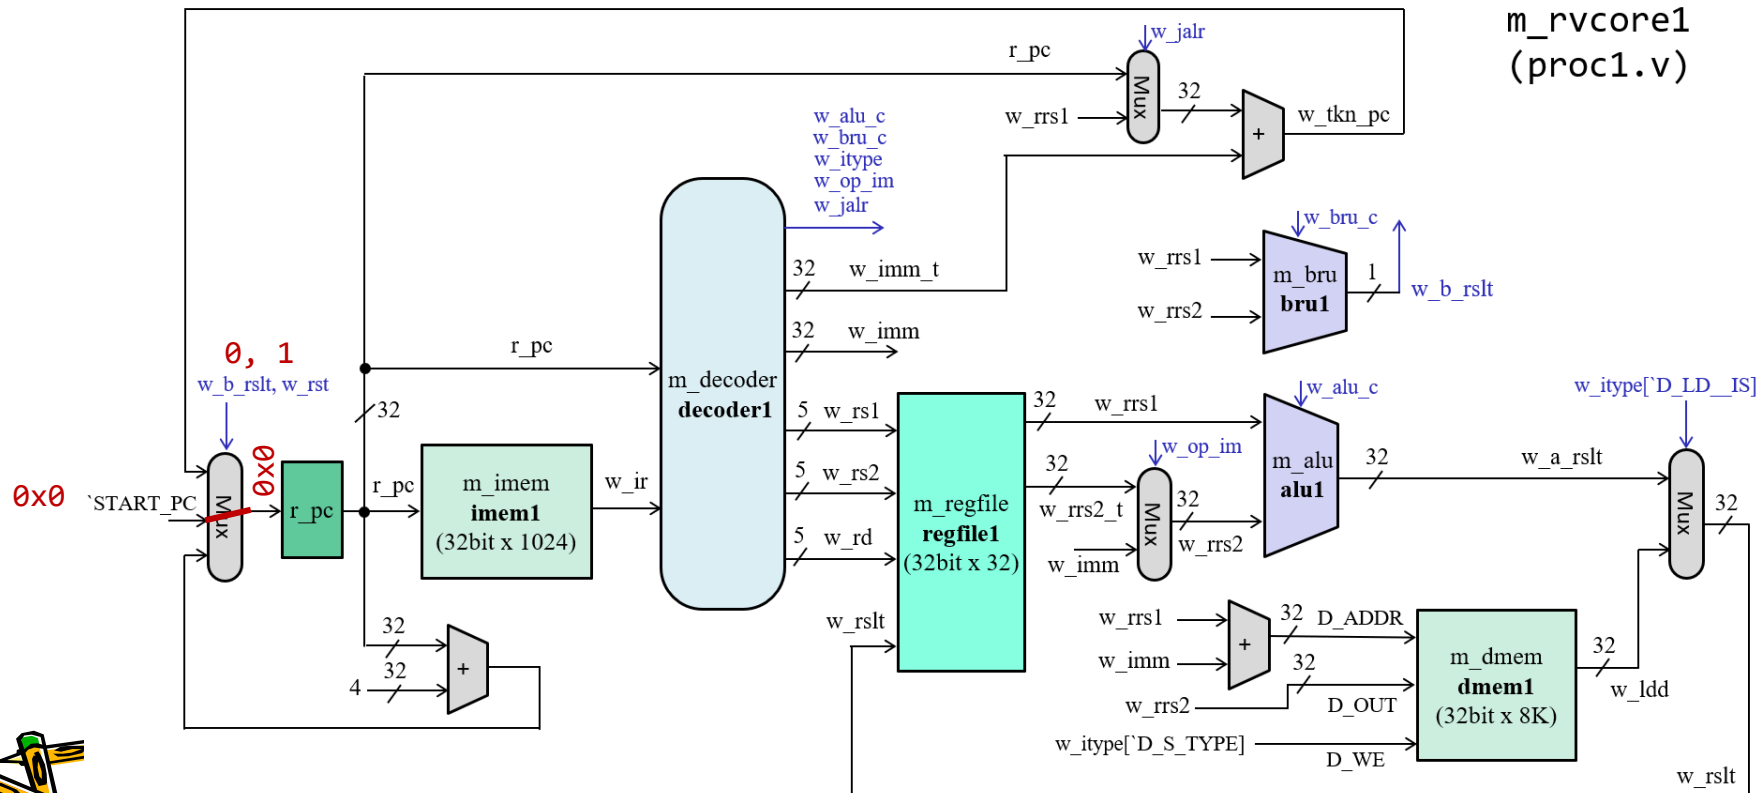 m_rvcore1
(proc1.v)
w_jalr
r_pc
Mux
32
w_rrs1
+
w_tkn_pc
w_alu_c
w_bru_c
w_itype
w_op_im
w_jalr
32
w_imm_t
w_bru_c
w_rrs1
m_bru
bru1
1
w_b_rslt
w_rrs2
32
w_imm
0, 1
w_b_rslt, w_rst
r_pc
m_decoder
decoder1
32
w_itype[`D_LD__IS]
w_alu_c
5
w_rs1
32
w_rrs1
0x0
0x0
`START_PC
Mux
r_pc
r_pc
m_imem
imem1
(32bit x 1024)
w_ir
5
w_rs2
m_regfile
regfile1
(32bit x 32)
32
w_rrs2_t
w_op_im
Mux
w_imm
32
w_rrs2
m_alu
alu1
32
w_a_rslt
Mux
32
5
w_rd
w_rslt
32
4
32
+
w_rrs1
w_imm
+
32
D_ADDR
32
w_rrs2
D_OUT
w_itype[`D_S_TYPE]
D_WE
m_dmem
dmem1
(32bit x 8K)
32
w_ldd
w_rslt